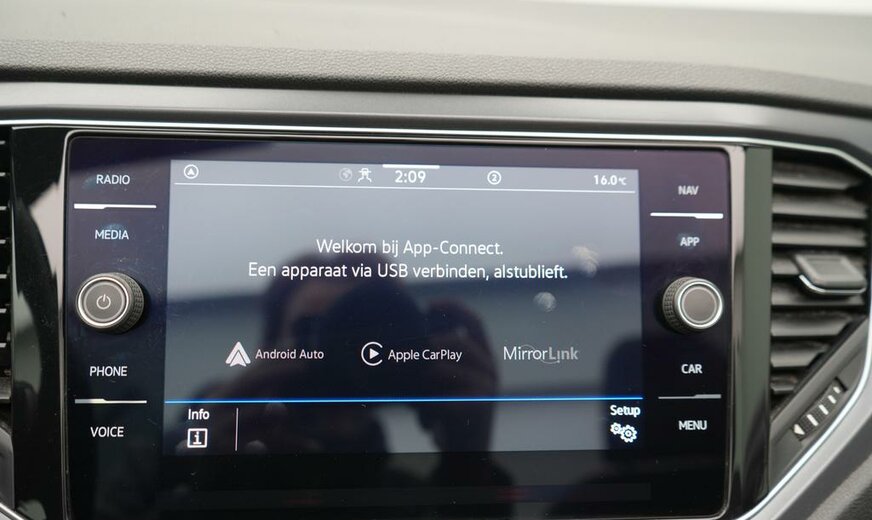 RADIO
MEDIA
PHONE
VOICE
2:09
2
16.0°C
Welkom bij App-Connect.
Een apparaat via USB verbinden, alstublieft.
Android Auto
Apple CarPlay
MirrorLink
Info
i
Setup
NAV
APP
CAR
MENU